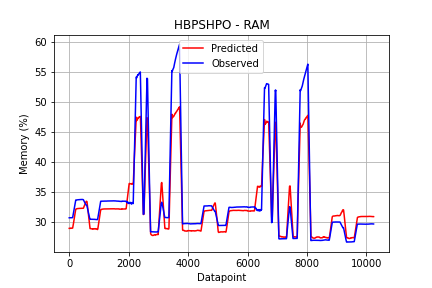 HBPSHPO - RAM
Predicted
Observed
Memory (%)
60
55
50
45
40
35
30
0
2000
4000
6000
8000
10000
Datapoint